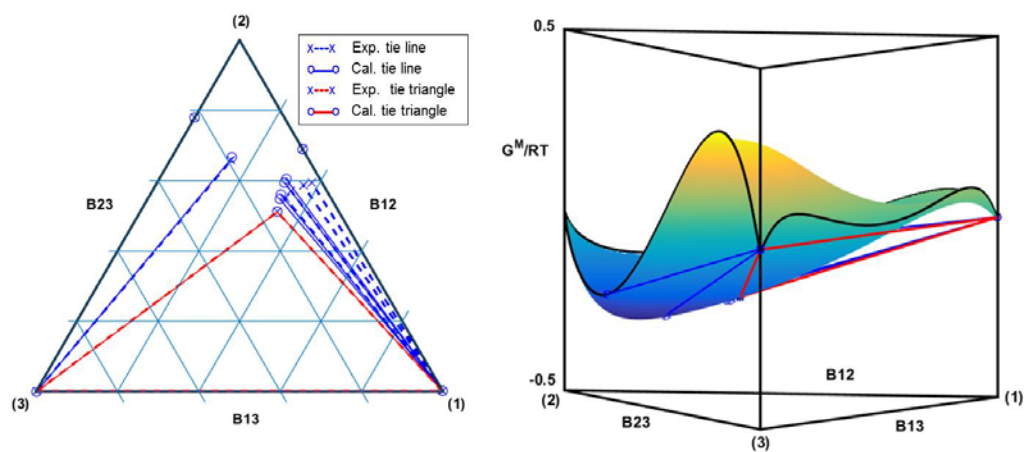 (2)
x---x Exp. tie line
o—o Cal. tie line
x---x Exp. tie triangle
o—o Cal. tie triangle
B23
B12
(3)
(1)
B13
0.5
G^M/RT
-0.5
(2)
B12
(1)
B23
B13
(3)